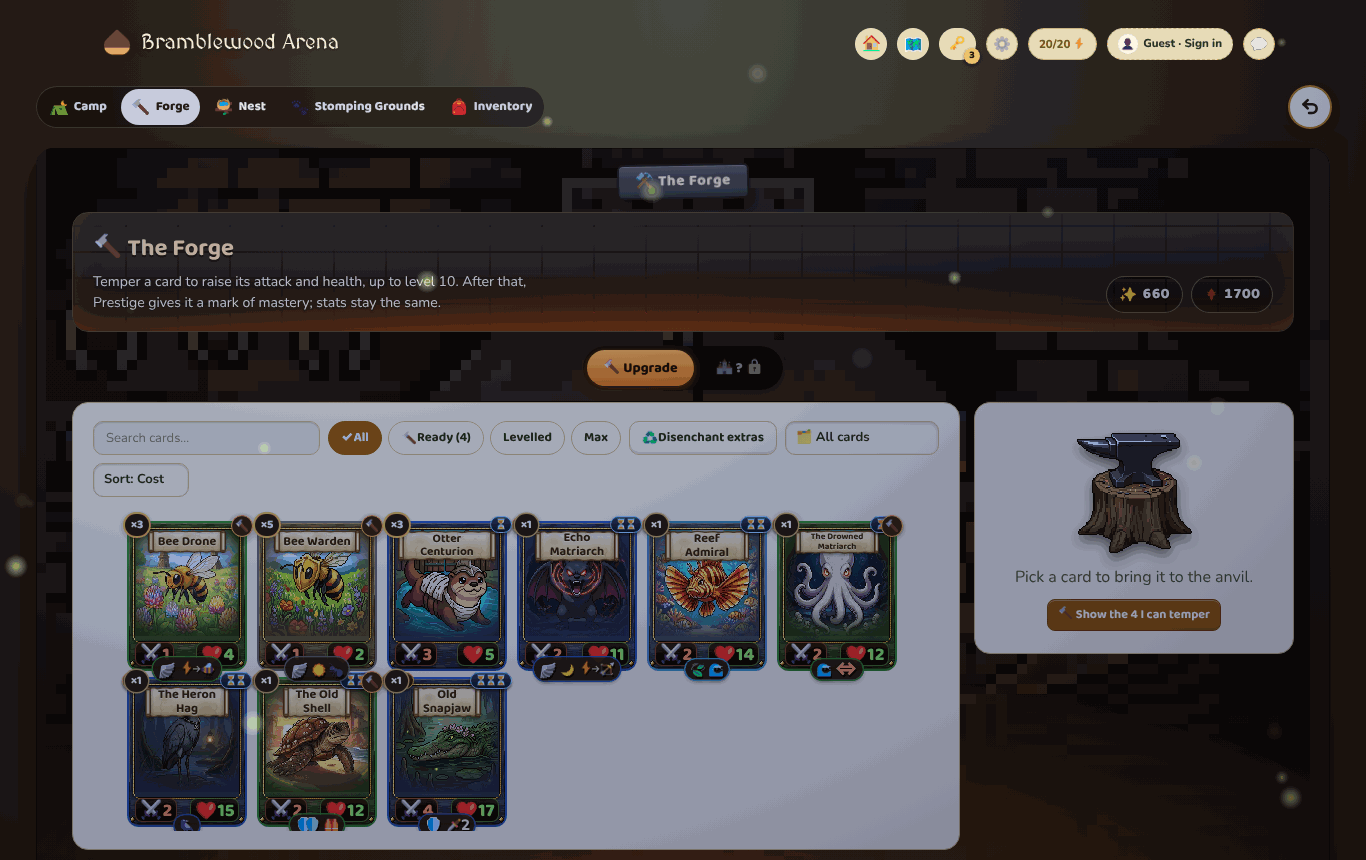 Bramblewood Arena
3
20/20
Guest · Sign in
Camp
Forge
Nest
Stomping Grounds
Inventory
The Forge
The Forge
Temper a card to raise its attack and health, up to level 10. After that,
Prestige gives it a mark of mastery; stats stay the same.
660
1700
Upgrade
?
Search cards...
All
Ready (4)
Levelled
Max
Disenchant extras
All cards
Sort: Cost
×3
Bee Drone
1
4
×5
Bee Warden
1
2
×3
Otter
Centurion
3
5
×1
Echo
Matriarch
2
11
×1
Reef
Admiral
2
14
×1
The Drowned
Matriarch
2
12
×1
The Heron
Hag
2
15
×1
The Old
Shell
2
12
×1
Old
Snapjaw
4
17
2
Pick a card to bring it to the anvil.
Show the 4 I can temper